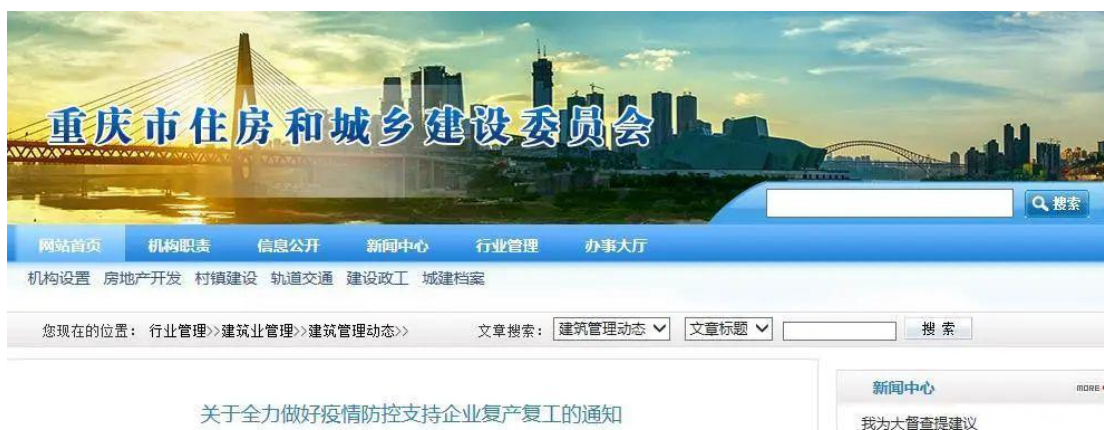 重庆市住房和城乡建设委员会
搜索
网站首页 机构职责 信息公开 新闻中心 行业管理 办事大厅
机构设置 房地产开发 村镇建设 轨道交通 建设政工 城建档案
您现在的位置： 行业管理>>建筑业管理>>建筑管理动态>> 文章搜索： 建筑管理动态 文章标题 搜 索
新闻中心 MORE
关于全力做好疫情防控支持企业复产复工的通知
我为大督查提建议